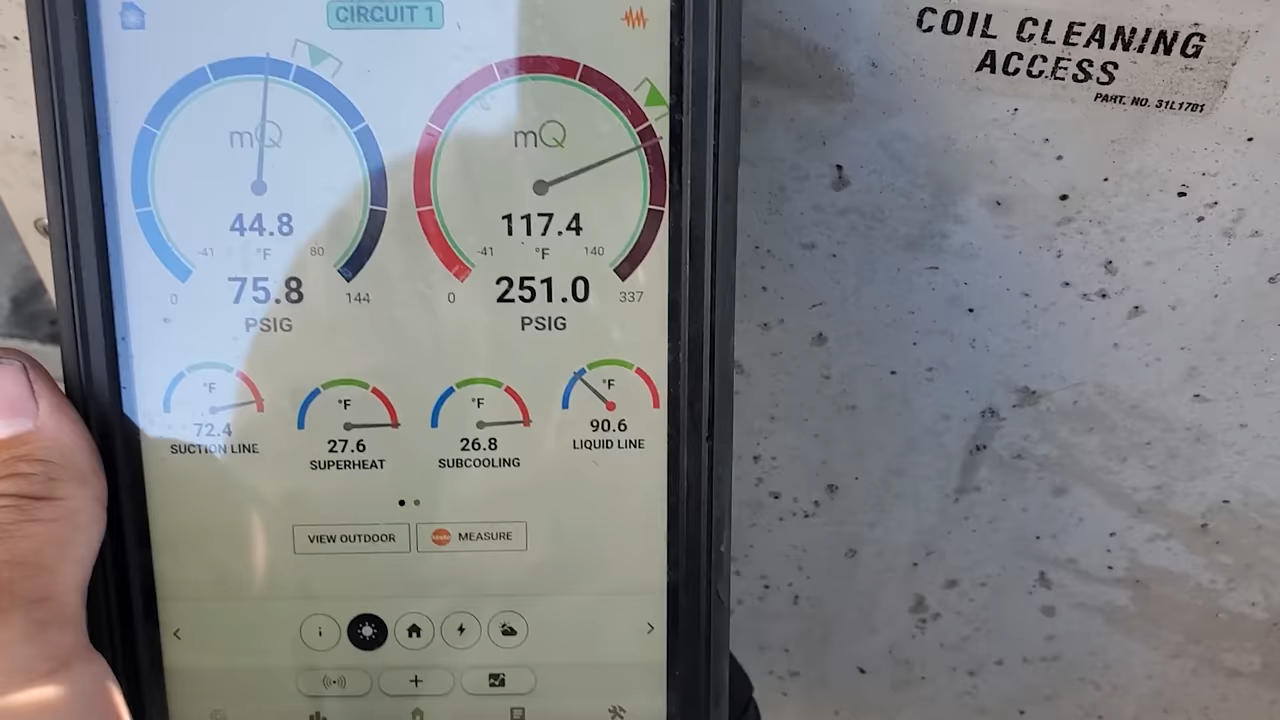 CIRCUIT 1
COIL CLEANING
ACCESS
PART. NO. 31L1781
mQ
mQ
44.8
117.4
-41 °F 80
-41 °F 140
75.8
251.0
0 144
0 337
PSIG
PSIG
°F
°F
°F
°F
72.4
27.6
26.8
90.6
SUCTION LINE
SUPERHEAT
SUBCOOLING
LIQUID LINE
VIEW OUTDOOR
MEASURE